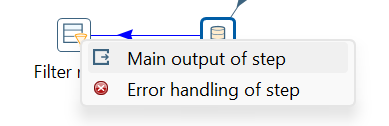 Main output of step
Filter
Error handling of step